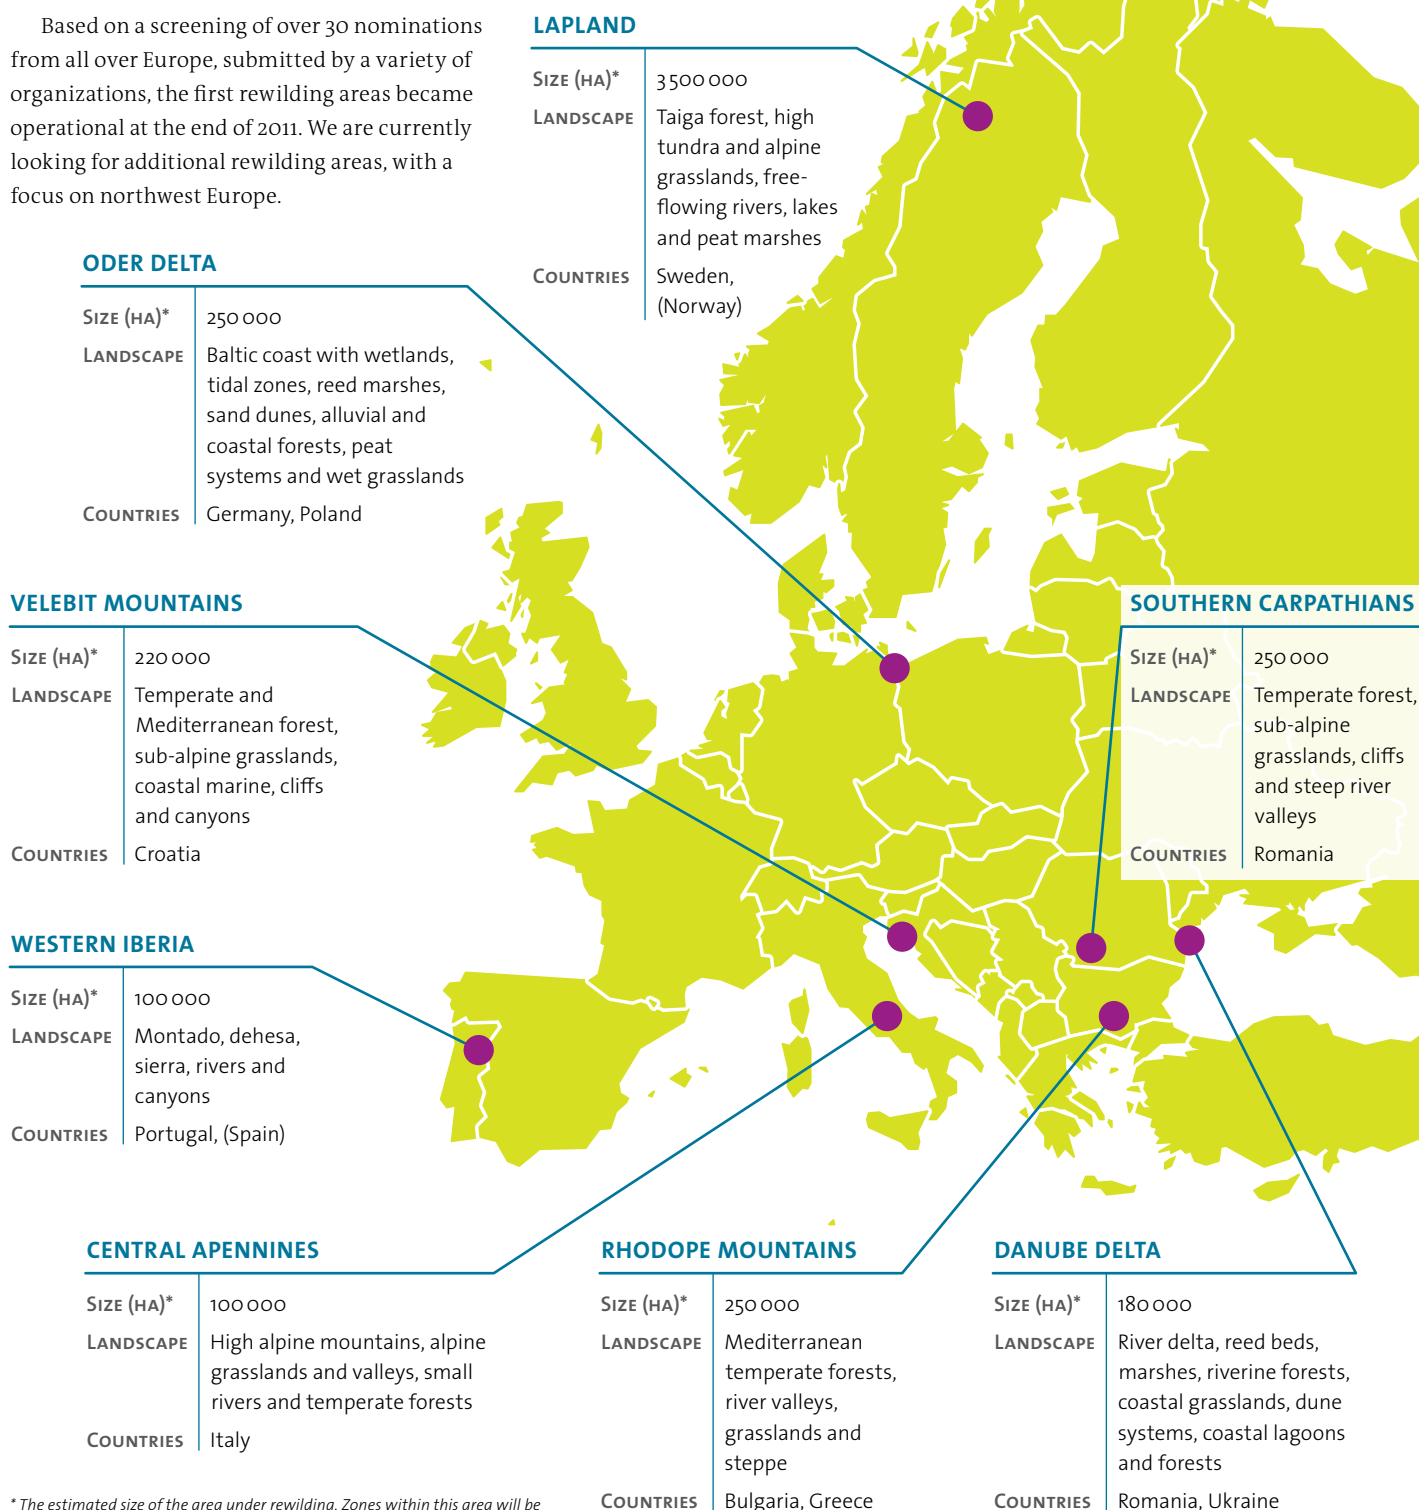 Based on a screening of over 30 nominations
from all over Europe, submitted by a variety of
organizations, the first rewilding areas became
operational at the end of 2011. We are currently
looking for additional rewilding areas, with a
focus on northwest Europe.
LAPLAND
SIZE (HA)* 3 500 000
LANDSCAPE Taiga forest, high
tundra and alpine
grasslands, free-
flowing rivers, lakes
and peat marshes
COUNTRIES Sweden,
(Norway)
ODER DELTA
SIZE (HA)* 250 000
LANDSCAPE Baltic coast with wetlands,
tidal zones, reed marshes,
sand dunes, alluvial and
coastal forests, peat
systems and wet grasslands
COUNTRIES Germany, Poland
VELEBIT MOUNTAINS
SIZE (HA)* 220 000
LANDSCAPE Temperate and
Mediterranean forest,
sub-alpine grasslands,
coastal marine, cliffs
and canyons
COUNTRIES Croatia
SOUTHERN CARPATHIANS
SIZE (HA)* 250 000
LANDSCAPE Temperate forest,
sub-alpine
grasslands, cliffs
and steep river
valleys
COUNTRIES Romania
WESTERN IBERIA
SIZE (HA)* 100 000
LANDSCAPE Montado, dehesa,
sierra, rivers and
canyons
COUNTRIES Portugal, (Spain)
CENTRAL APENNINES
SIZE (HA)* 100 000
LANDSCAPE High alpine mountains, alpine
grasslands and valleys, small
rivers and temperate forests
COUNTRIES Italy
RHODOPE MOUNTAINS
SIZE (HA)* 250 000
LANDSCAPE Mediterranean
temperate forests,
river valleys,
grasslands and
steppe
COUNTRIES Bulgaria, Greece
DANUBE DELTA
SIZE (HA)* 180 000
LANDSCAPE River delta, reed beds,
marshes, riverine forests,
coastal grasslands, dune
systems, coastal lagoons
and forests
COUNTRIES Romania, Ukraine
* The estimated size of the area under rewilding. Zones within this area will be